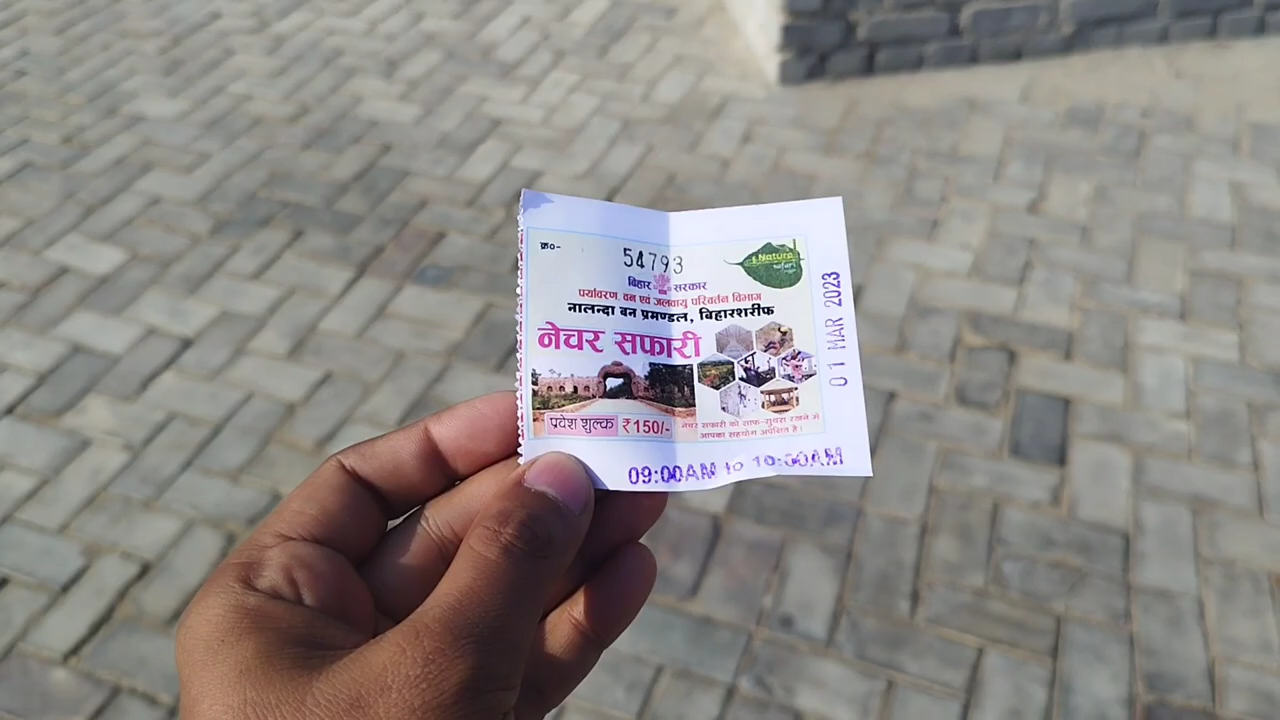 क्र०-
54793
Nature
Safari
बिहार सरकार
पर्यावरण, वन एवं जलवायु परिवर्तन विभाग
नालन्दा वन प्रमण्डल, बिहारशरीफ
नेचर सफारी
प्रवेश शुल्क ₹150/-
नेचर सफारी को साफ-सुथरा रखने में
आपका सहयोग अपेक्षित है।
01 MAR 2023
09:00AM to 10:00AM